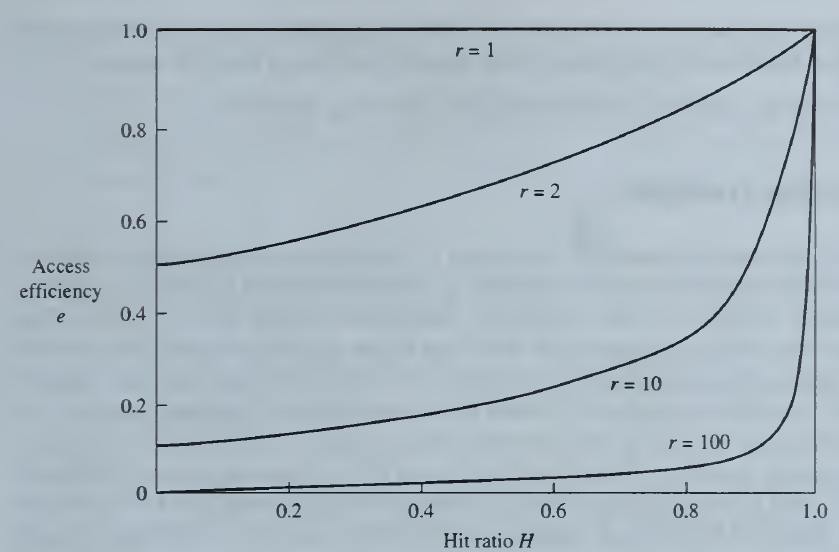 1.0
r = 1
0.8
r = 2
0.6
Access
efficiency
e
0.4
r = 10
0.2
r = 100
0
0.2 0.4 0.6 0.8 1.0
Hit ratio H